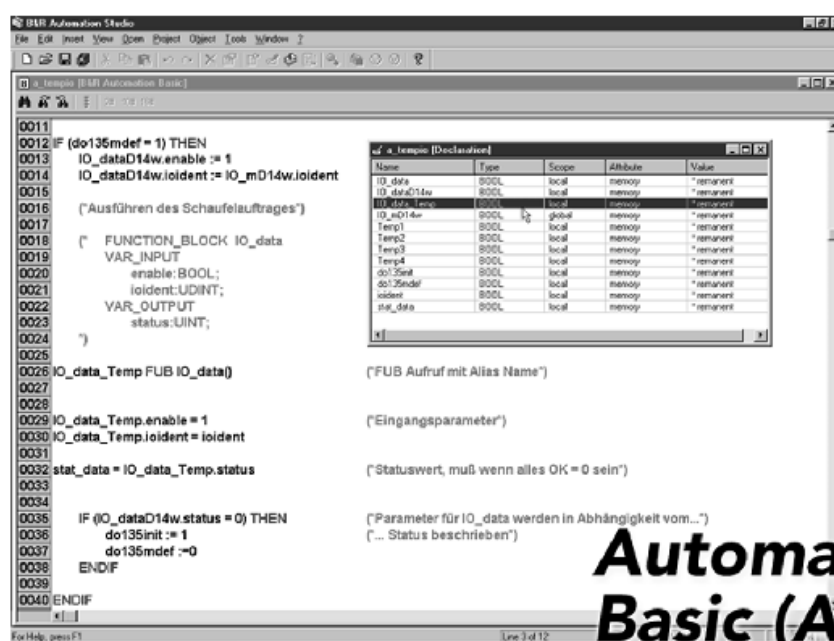 B&R Automation Studio
File Edit Insert View Open Project Object Tools Window ?
a_tempio [B&R Automation Basic]
0011
0012 IF (do135mdef = 1) THEN
0013 IO_dataD14w.enable := 1
0014 IO_dataD14w.ioident := IO_mD14w.ioident
0015
0016 (*Ausführen des Schaufelauftrages*)
0017
0018 (* FUNCTION_BLOCK IO_data
0019 VAR_INPUT
0020 enable:BOOL;
0021 ioident:UDINT;
0022 VAR_OUTPUT
0023 status:UINT;
0024 *)
0025
0026 IO_data_Temp FUB IO_data() (*FUB Aufruf mit Alias Name*)
0027
0028
0029 IO_data_Temp.enable = 1 (*Eingangsparameter*)
0030 IO_data_Temp.ioident = ioident
0031
0032 stat_data = IO_data_Temp.status (*Statuswert, muß wenn alles OK = 0 sein*)
0033
0034
0035 IF (IO_dataD14w.status = 0) THEN (*Parameter für IO_data werden in Abhängigkeit vom...*)
0036 do135init := 1 (*... Status beschrieben*)
0037 do135mdef :=0
0038 ENDIF
0039
0040 ENDIF
a_tempio [Declaration]
Name Type Scope Attribute Value
IO_data BOOL local memory * remanent
IO_dataD14w BOOL local memory * remanent
IO_data_Temp BOOL local memory * remanent
IO_mD14w BOOL global memory * remanent
Temp1 BOOL local memory * remanent
Temp2 BOOL local memory * remanent
Temp3 BOOL local memory * remanent
Temp4 BOOL local memory * remanent
do135init BOOL local memory * remanent
do135mdef BOOL local memory * remanent
ioident BOOL local memory * remanent
stat_data BOOL local memory * remanent
Automa
Basic (A
For Help, press F1 Line 3 of 12